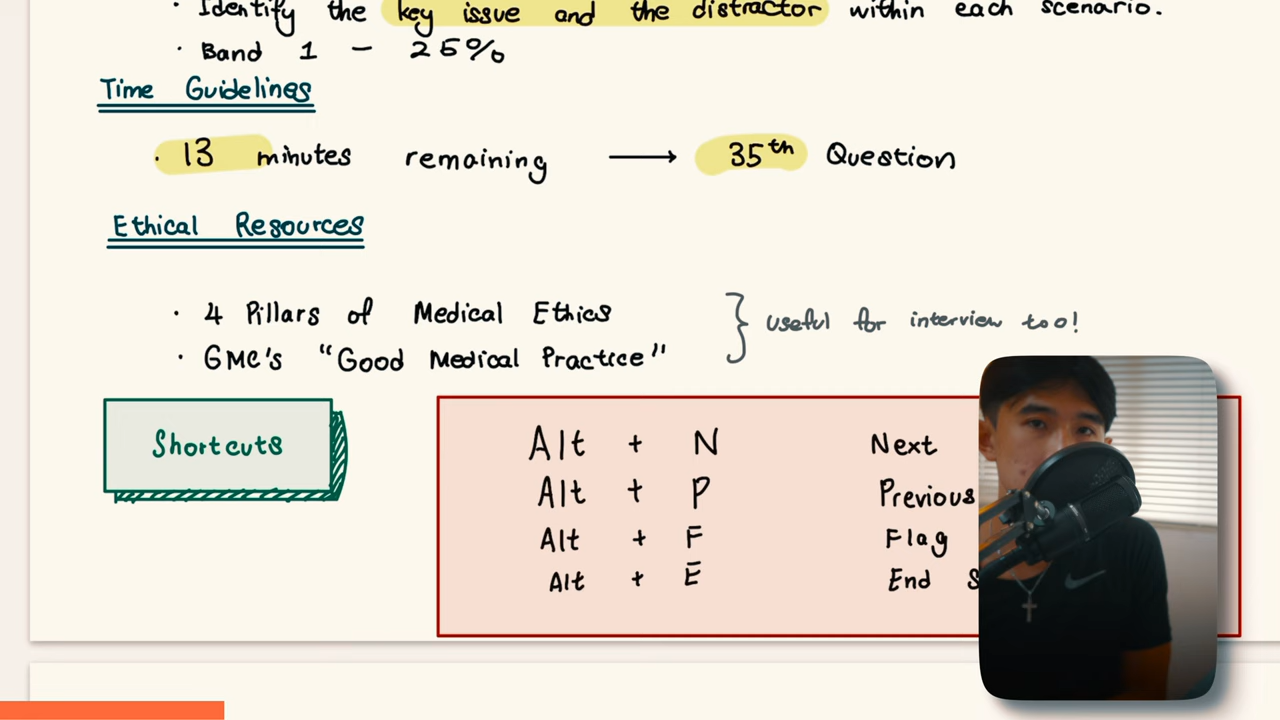 · Identify the key issue and the distractor within each scenario.
· Band 1 – 25%
Time Guidelines
· 13 minutes remaining → 35th Question
Ethical Resources
· 4 Pillars of Medical Ethics
· GMC's "Good Medical Practice"
} useful for interview too!
Shortcuts
Alt + N Next
Alt + P Previous
Alt + F Flag
Alt + E End